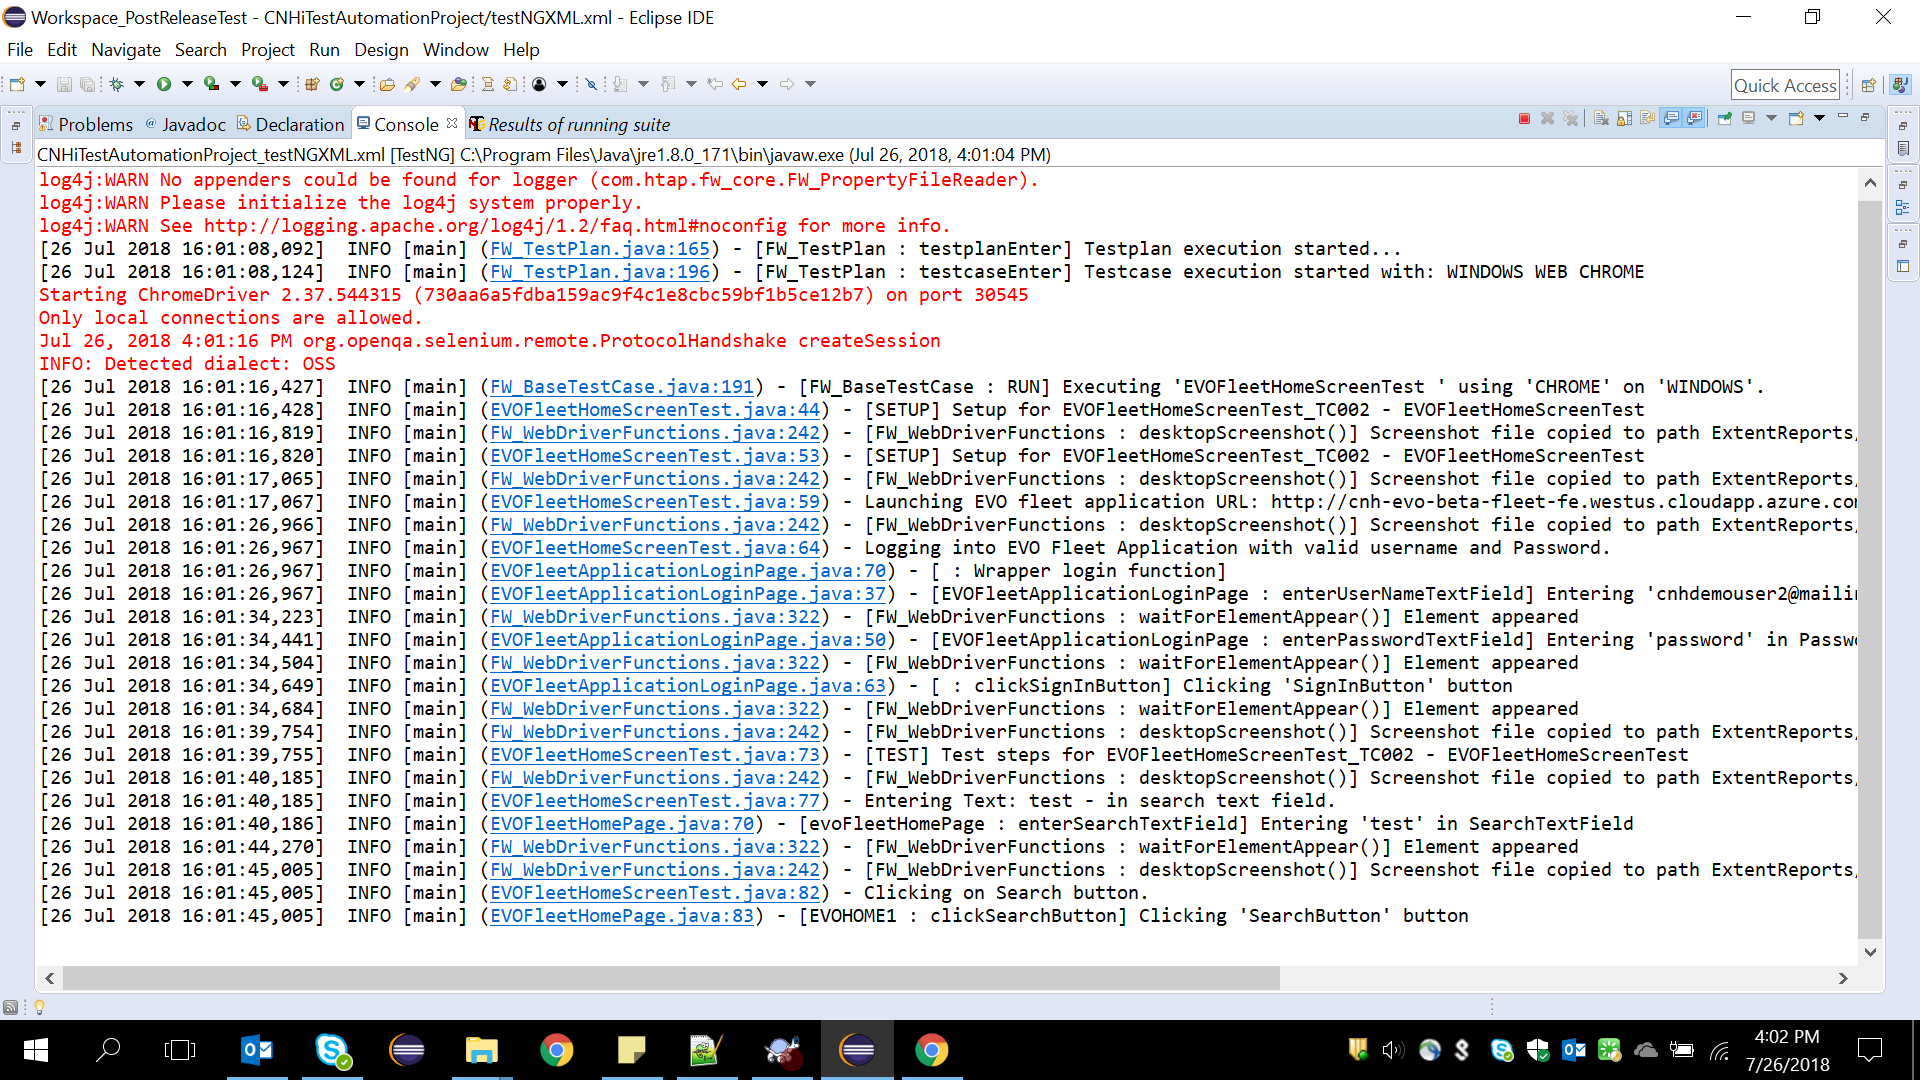 Workspace_PostReleaseTest - CNHiTestAutomationProject/testNGXML.xml - Eclipse IDE
File Edit Navigate Search Project Run Design Window Help
Quick Access
Problems @ Javadoc Declaration Console Results of running suite
CNHiTestAutomationProject_testNGXML.xml [TestNG] C:\Program Files\Java\jre1.8.0_171\bin\javaw.exe (Jul 26, 2018, 4:01:04 PM)
log4j:WARN No appenders could be found for logger (com.htap.fw_core.FW_PropertyFileReader).
log4j:WARN Please initialize the log4j system properly.
log4j:WARN See http://logging.apache.org/log4j/1.2/faq.html#noconfig for more info.
[26 Jul 2018 16:01:08,092]  INFO [main] (FW_TestPlan.java:165) - [FW_TestPlan : testplanEnter] Testplan execution started...
[26 Jul 2018 16:01:08,124]  INFO [main] (FW_TestPlan.java:196) - [FW_TestPlan : testcaseEnter] Testcase execution started with: WINDOWS WEB CHROME
Starting ChromeDriver 2.37.544315 (730aa6a5fdba159ac9f4c1e8cbc59bf1b5ce12b7) on port 30545
Only local connections are allowed.
Jul 26, 2018 4:01:16 PM org.openqa.selenium.remote.ProtocolHandshake createSession
INFO: Detected dialect: OSS
[26 Jul 2018 16:01:16,427]  INFO [main] (FW_BaseTestCase.java:191) - [FW_BaseTestCase : RUN] Executing 'EVOFleetHomeScreenTest ' using 'CHROME' on 'WINDOWS'.
[26 Jul 2018 16:01:16,428]  INFO [main] (EVOFleetHomeScreenTest.java:44) - [SETUP] Setup for EVOFleetHomeScreenTest_TC002 - EVOFleetHomeScreenTest
[26 Jul 2018 16:01:16,819]  INFO [main] (FW_WebDriverFunctions.java:242) - [FW_WebDriverFunctions : desktopScreenshot()] Screenshot file copied to path ExtentReports/
[26 Jul 2018 16:01:16,820]  INFO [main] (EVOFleetHomeScreenTest.java:53) - [SETUP] Setup for EVOFleetHomeScreenTest_TC002 - EVOFleetHomeScreenTest
[26 Jul 2018 16:01:17,065]  INFO [main] (FW_WebDriverFunctions.java:242) - [FW_WebDriverFunctions : desktopScreenshot()] Screenshot file copied to path ExtentReports/
[26 Jul 2018 16:01:17,067]  INFO [main] (EVOFleetHomeScreenTest.java:59) - Launching EVO fleet application URL: http://cnh-evo-beta-fleet-fe.westus.cloudapp.azure.co
[26 Jul 2018 16:01:26,966]  INFO [main] (FW_WebDriverFunctions.java:242) - [FW_WebDriverFunctions : desktopScreenshot()] Screenshot file copied to path ExtentReports/
[26 Jul 2018 16:01:26,967]  INFO [main] (EVOFleetHomeScreenTest.java:64) - Logging into EVO Fleet Application with valid username and Password.
[26 Jul 2018 16:01:26,967]  INFO [main] (EVOFleetApplicationLoginPage.java:70) - [ : Wrapper login function]
[26 Jul 2018 16:01:26,967]  INFO [main] (EVOFleetApplicationLoginPage.java:37) - [EVOFleetApplicationLoginPage : enterUserNameTextField] Entering 'cnhdemouser2@maili
[26 Jul 2018 16:01:34,223]  INFO [main] (FW_WebDriverFunctions.java:322) - [FW_WebDriverFunctions : waitForElementAppear()] Element appeared
[26 Jul 2018 16:01:34,441]  INFO [main] (EVOFleetApplicationLoginPage.java:50) - [EVOFleetApplicationLoginPage : enterPasswordTextField] Entering 'password' in Passw
[26 Jul 2018 16:01:34,504]  INFO [main] (FW_WebDriverFunctions.java:322) - [FW_WebDriverFunctions : waitForElementAppear()] Element appeared
[26 Jul 2018 16:01:34,649]  INFO [main] (EVOFleetApplicationLoginPage.java:63) - [ : clickSignInButton] Clicking 'SignInButton' button
[26 Jul 2018 16:01:34,684]  INFO [main] (FW_WebDriverFunctions.java:322) - [FW_WebDriverFunctions : waitForElementAppear()] Element appeared
[26 Jul 2018 16:01:39,754]  INFO [main] (FW_WebDriverFunctions.java:242) - [FW_WebDriverFunctions : desktopScreenshot()] Screenshot file copied to path ExtentReports/
[26 Jul 2018 16:01:39,755]  INFO [main] (EVOFleetHomeScreenTest.java:73) - [TEST] Test steps for EVOFleetHomeScreenTest_TC002 - EVOFleetHomeScreenTest
[26 Jul 2018 16:01:40,185]  INFO [main] (FW_WebDriverFunctions.java:242) - [FW_WebDriverFunctions : desktopScreenshot()] Screenshot file copied to path ExtentReports/
[26 Jul 2018 16:01:40,185]  INFO [main] (EVOFleetHomeScreenTest.java:77) - Entering Text: test - in search text field.
[26 Jul 2018 16:01:40,186]  INFO [main] (EVOFleetHomePage.java:70) - [evoFleetHomePage : enterSearchTextField] Entering 'test' in SearchTextField
[26 Jul 2018 16:01:44,270]  INFO [main] (FW_WebDriverFunctions.java:322) - [FW_WebDriverFunctions : waitForElementAppear()] Element appeared
[26 Jul 2018 16:01:45,005]  INFO [main] (FW_WebDriverFunctions.java:242) - [FW_WebDriverFunctions : desktopScreenshot()] Screenshot file copied to path ExtentReports/
[26 Jul 2018 16:01:45,005]  INFO [main] (EVOFleetHomeScreenTest.java:82) - Clicking on Search button.
[26 Jul 2018 16:01:45,005]  INFO [main] (EVOFleetHomePage.java:83) - [EVOHOME1 : clickSearchButton] Clicking 'SearchButton' button
4:02 PM
7/26/2018